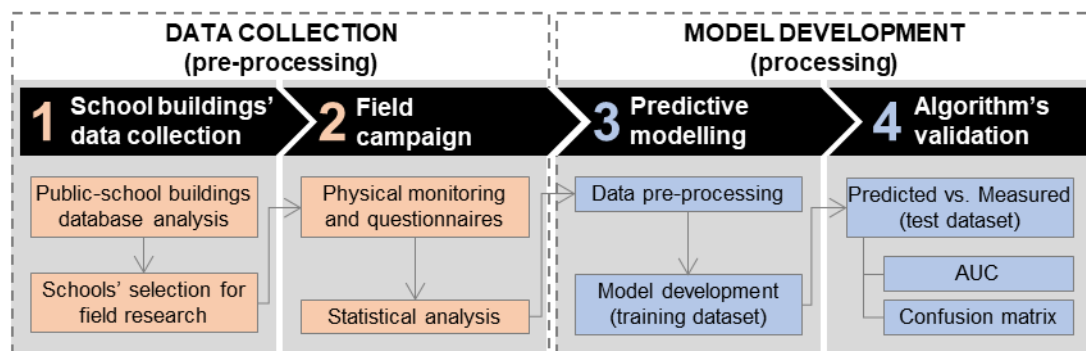 DATA COLLECTION
(pre-processing)
MODEL DEVELOPMENT
(processing)
1 School buildings'
data collection
2 Field
campaign
3 Predictive
modelling
4 Algorithm's
validation
Public-school buildings
database analysis
Schools' selection for
field research
Physical monitoring
and questionnaires
Statistical analysis
Data pre-processing
Model development
(training dataset)
Predicted vs. Measured
(test dataset)
AUC
Confusion matrix